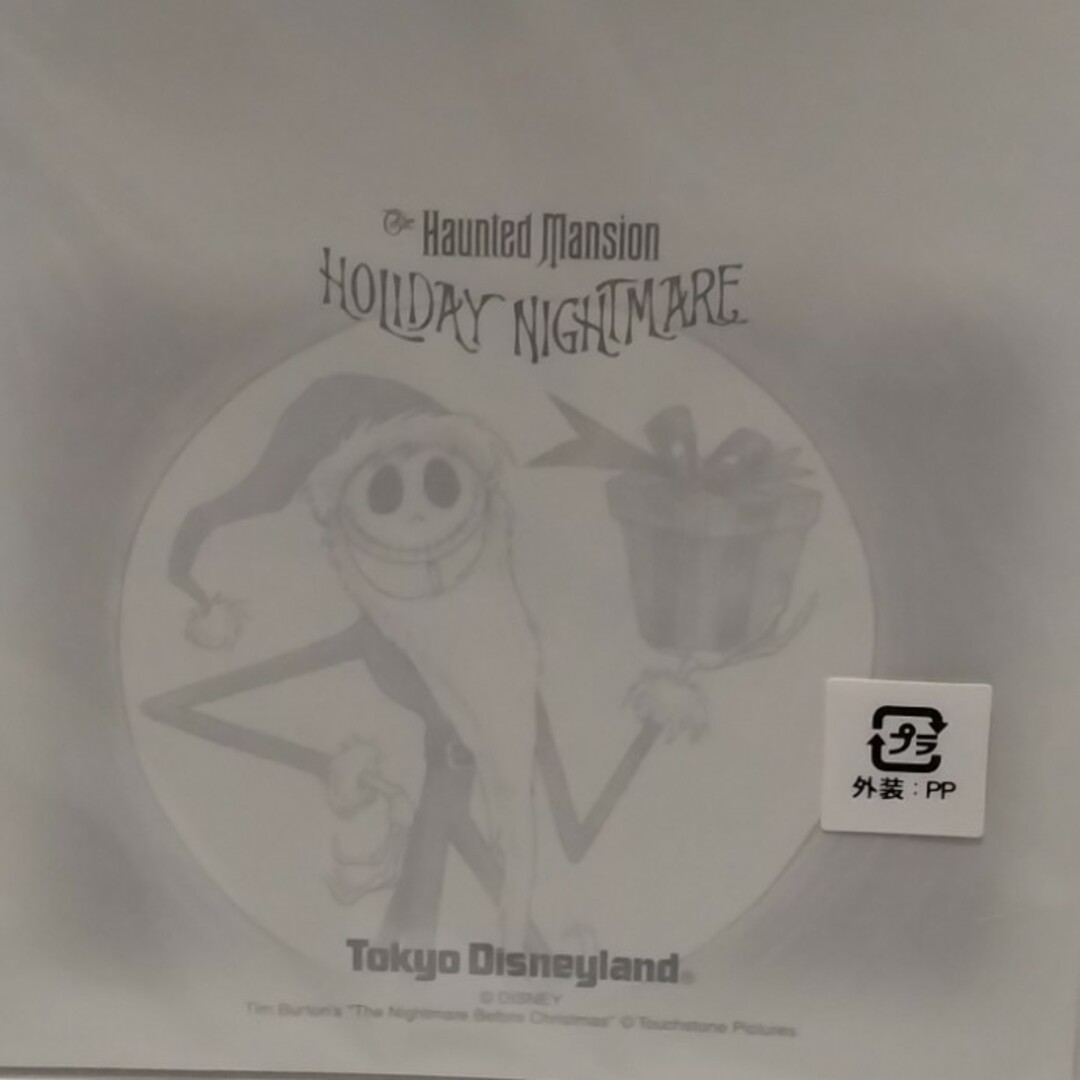 The Haunted Mansion
HOLIDAY NIGHTMARE
プラ
外装：PP
Tokyo Disneyland®
© DISNEY
Tim Burton's "The Nightmare Before Christmas" © Touchstone Pictures